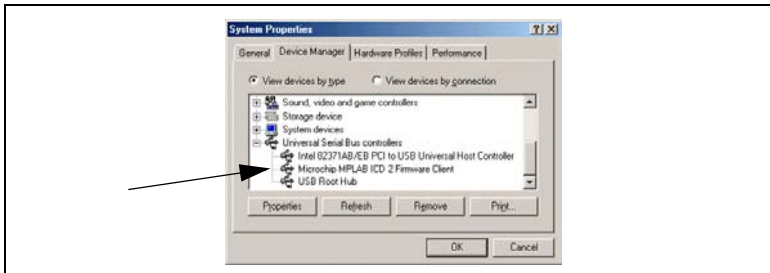 System Properties
General Device Manager Hardware Profiles Performance
View devices by type View devices by connection
Sound, video and game controllers
Storage device
System devices
Universal Serial Bus controllers
Intel 82371AB/EB PCI to USB Universal Host Controller
Microchip MPLAB ICD 2 Firmware Client
USB Root Hub
Properties Refresh Remove Print...
OK Cancel